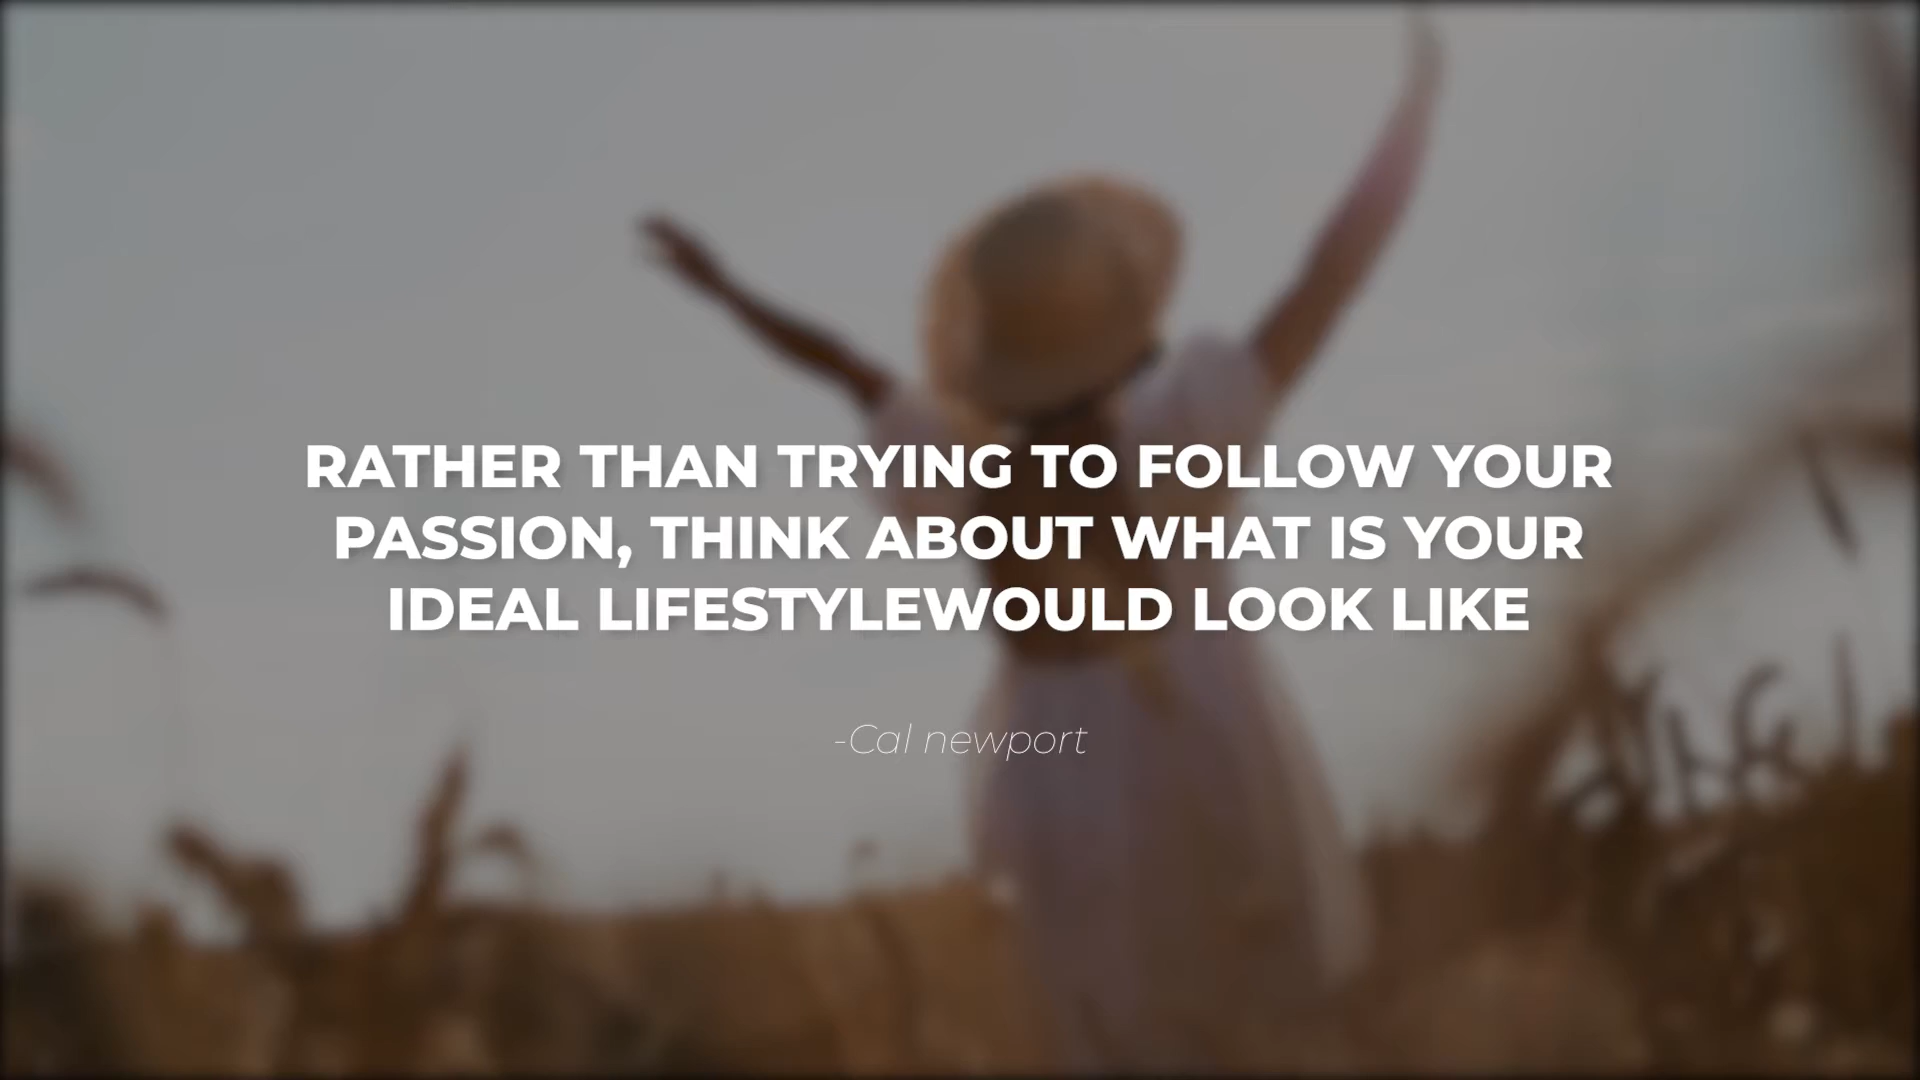 RATHER THAN TRYING TO FOLLOW YOUR
PASSION, THINK ABOUT WHAT IS YOUR
IDEAL LIFESTYLEWOULD LOOK LIKE
-Cal newport